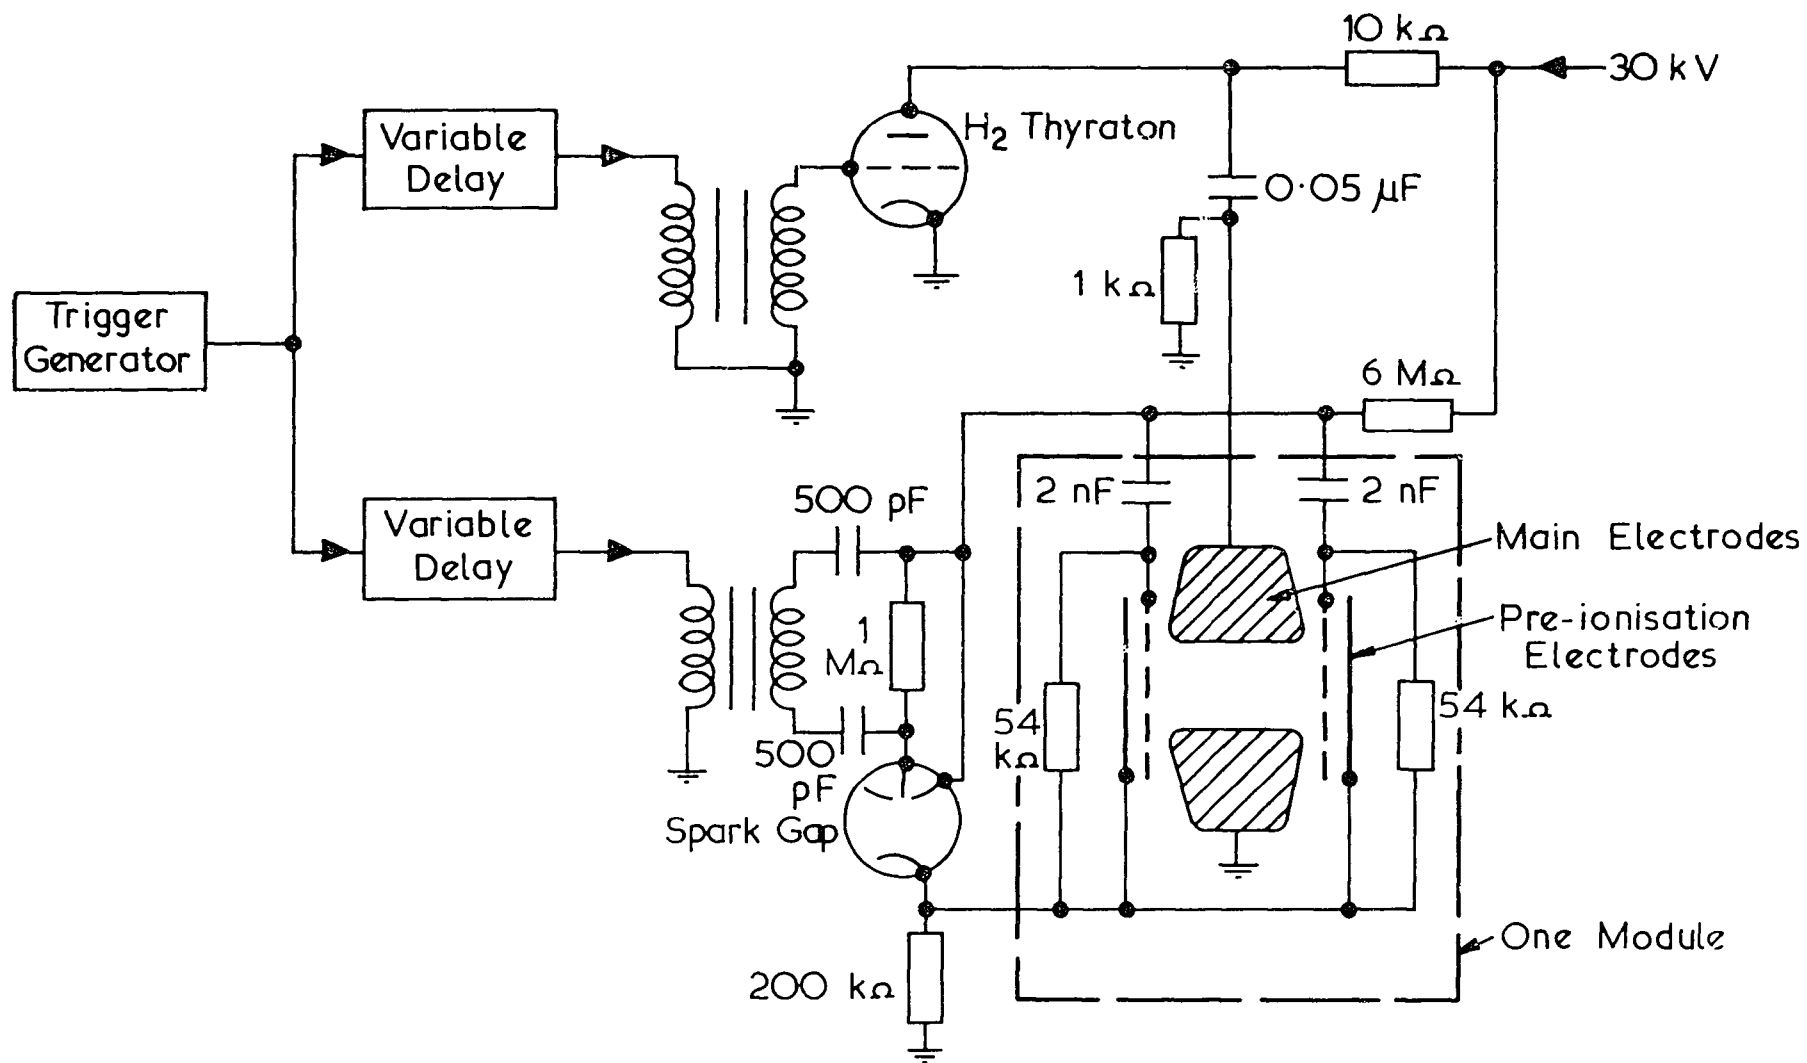 10 kΩ
30 kV
H₂ Thyraton
Variable
Delay
0·05 μF
1 kΩ
Trigger
Generator
6 MΩ
500 pF
2 nF
2 nF
Variable
Delay
Main Electrodes
1
MΩ
Pre-ionisation
Electrodes
54
kΩ
54 kΩ
500
pF
Spark Gap
One Module
200 kΩ